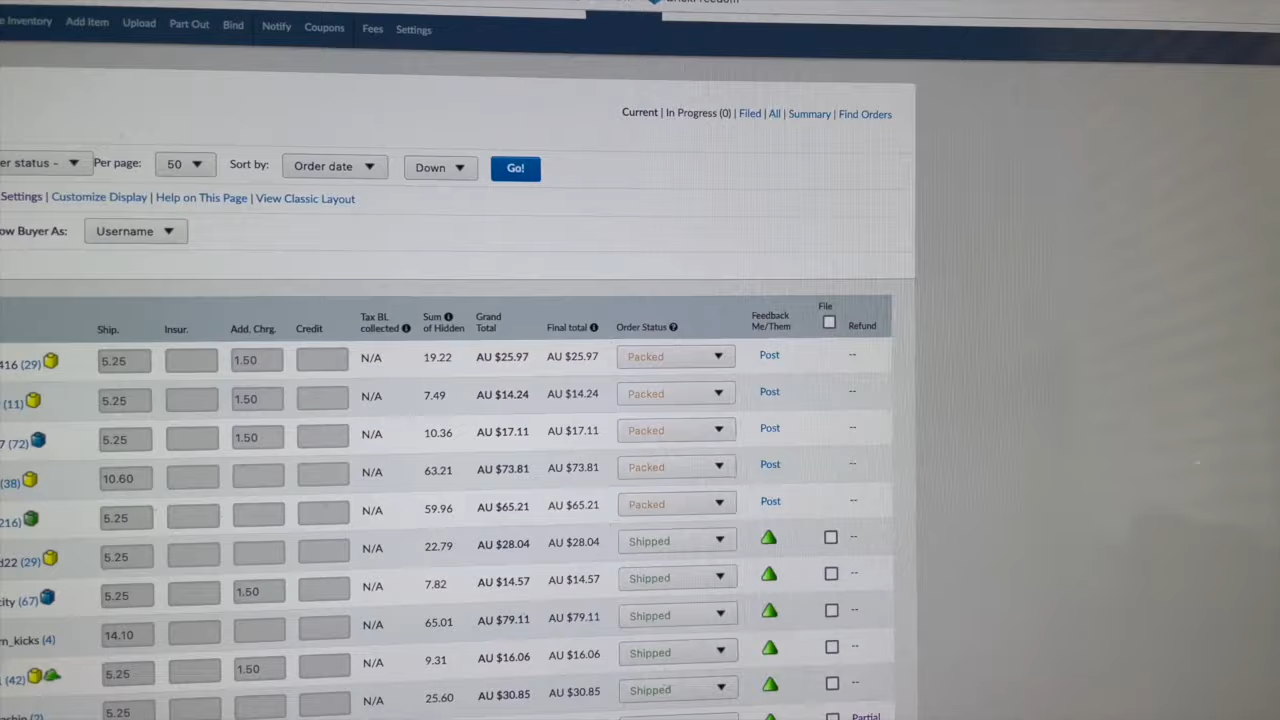 Inventory Add Item Upload Part Out Bind Notify Coupons Fees Settings
Current | In Progress (0) | Filed | All | Summary | Find Orders
status - Per page: 50 Sort by: Order date Down Go!
Settings | Customize Display | Help on This Page | View Classic Layout
Buyer As: Username
Ship. Insur. Add. Chrg. Credit Tax BL collected Sum of Hidden Grand Total Final total Order Status Feedback Me/Them File Refund
416 (29) 5.25 1.50 N/A 19.22 AU $25.97 AU $25.97 Packed Post --
(11) 5.25 1.50 N/A 7.49 AU $14.24 AU $14.24 Packed Post --
7 (72) 5.25 1.50 N/A 10.36 AU $17.11 AU $17.11 Packed Post --
(38) 10.60 N/A 63.21 AU $73.81 AU $73.81 Packed Post --
216) 5.25 N/A 59.96 AU $65.21 AU $65.21 Packed Post --
(29) 5.25 N/A 22.79 AU $28.04 AU $28.04 Shipped --
city (67) 5.25 1.50 N/A 7.82 AU $14.57 AU $14.57 Shipped --
m_kicks (4) 14.10 N/A 65.01 AU $79.11 AU $79.11 Shipped --
(42) 5.25 1.50 N/A 9.31 AU $16.06 AU $16.06 Shipped --
5.25 N/A 25.60 AU $30.85 AU $30.85 Shipped --
Partial